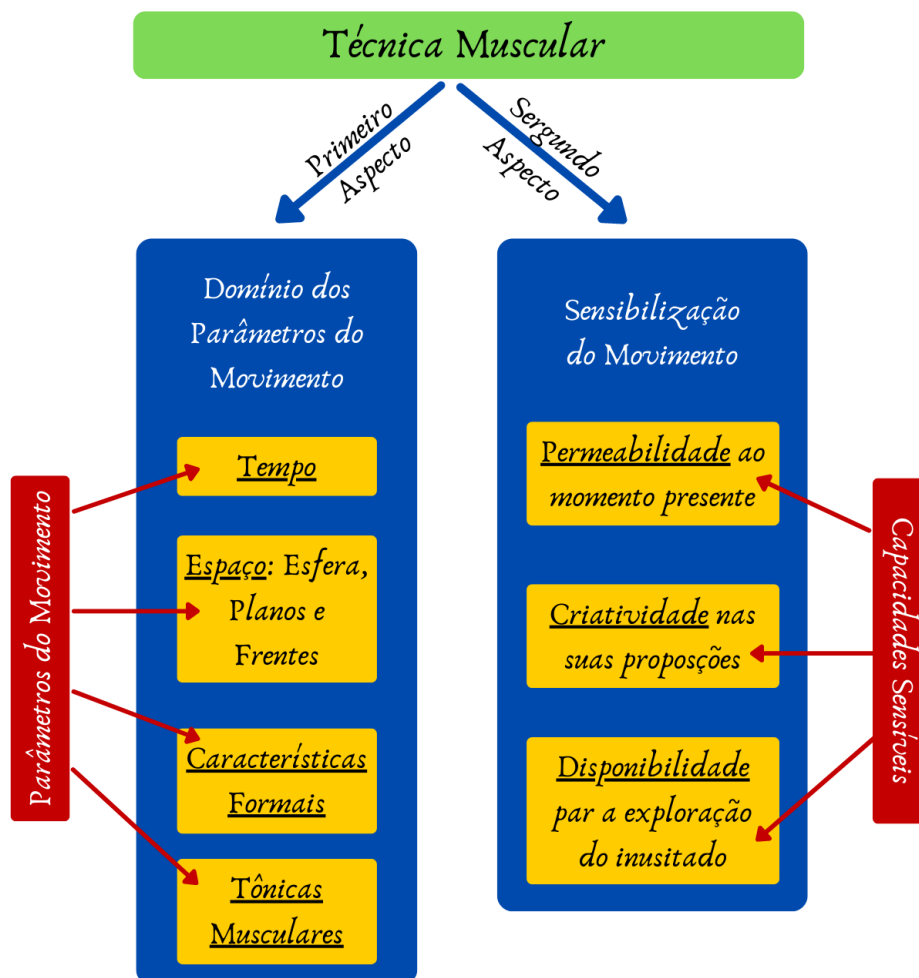 Técnica Muscular
Primeiro
Aspecto
Sergundo
Aspecto
Domínio dos
Parâmetros do
Movimento
Tempo
Espaço: Esfera,
Planos e
Frentes
Característícas
Formais
Tônicas
Musculares
Parâmetros do Movimento
Sensibilização
do Movimento
Permeabilidade ao
momento presente
Criatividade nas
suas proposções
Disponibilidade
par a exploração
do inusitado
Capacidades Sensíveis